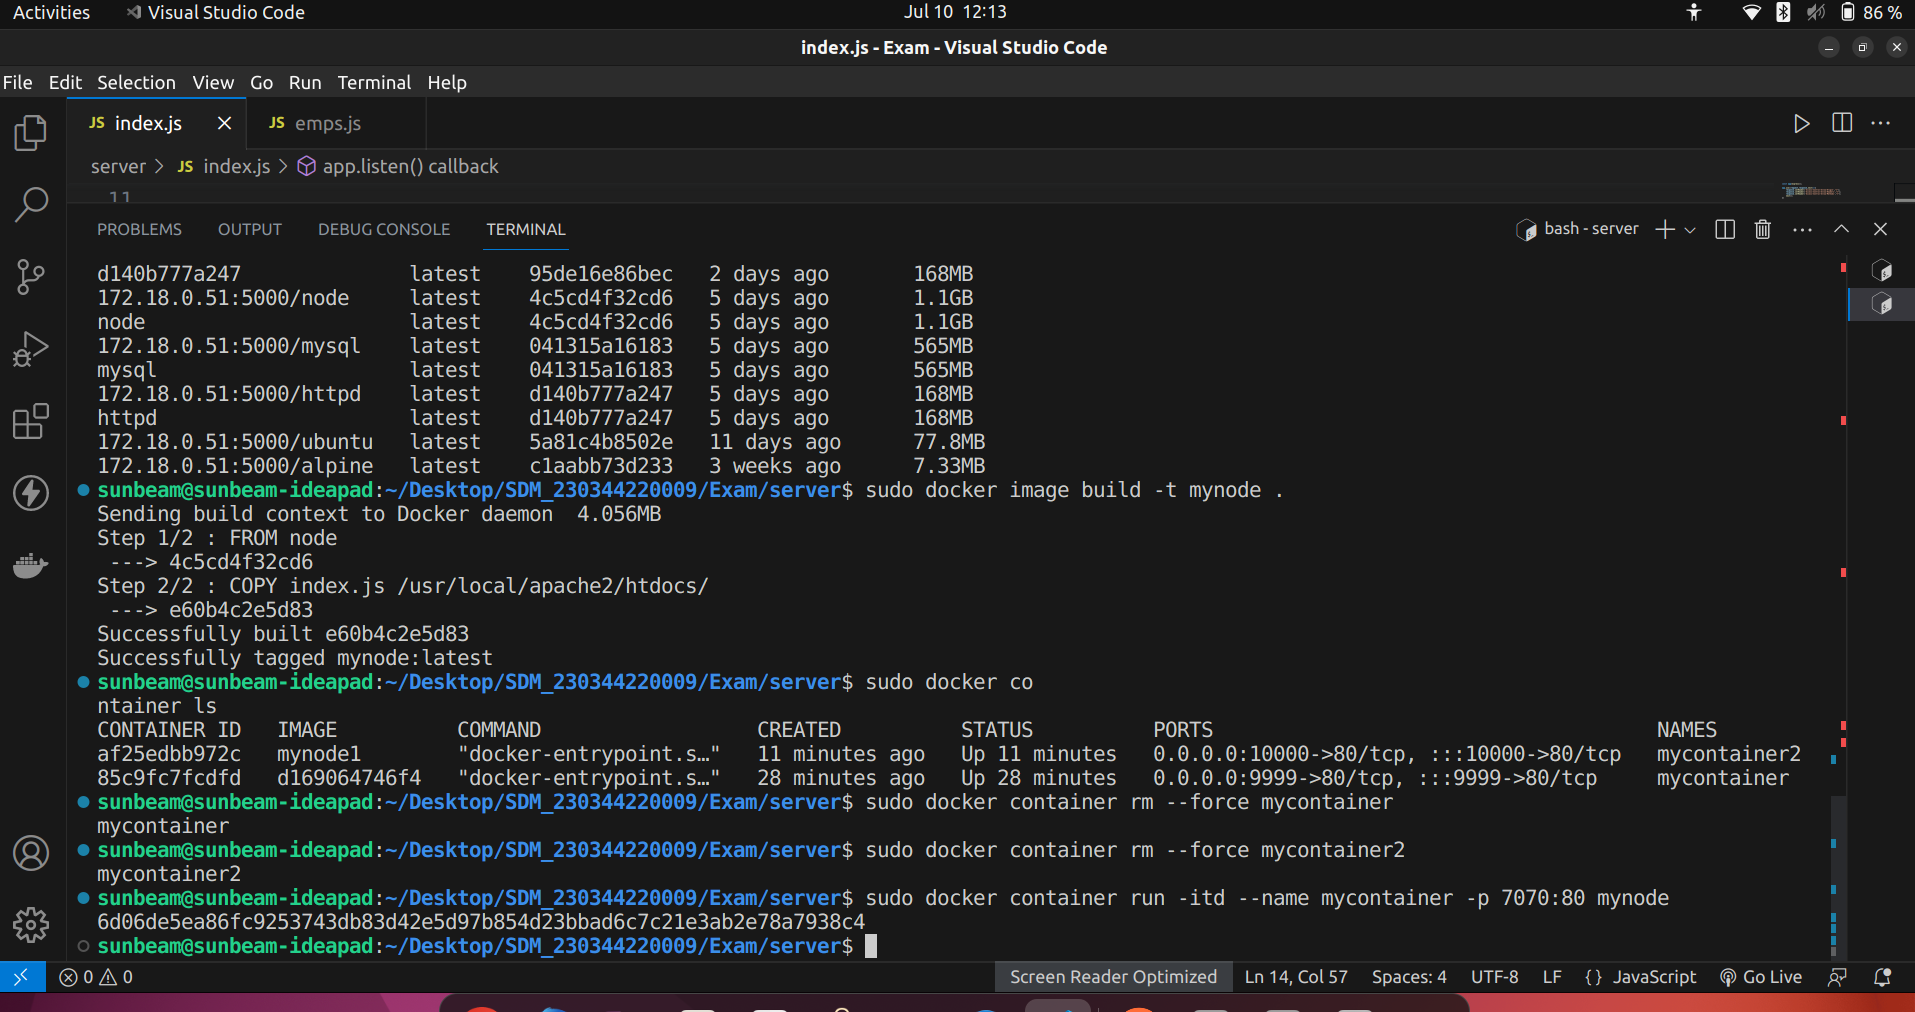 Activities Visual Studio Code Jul 10 12:13 86 %
index.js - Exam - Visual Studio Code
File Edit Selection View Go Run Terminal Help
JS index.js JS emps.js
server > JS index.js > app.listen() callback
11
PROBLEMS OUTPUT DEBUG CONSOLE TERMINAL bash - server
d140b777a247 latest 95de16e86bec 2 days ago 168MB
172.18.0.51:5000/node latest 4c5cd4f32cd6 5 days ago 1.1GB
node latest 4c5cd4f32cd6 5 days ago 1.1GB
172.18.0.51:5000/mysql latest 041315a16183 5 days ago 565MB
mysql latest 041315a16183 5 days ago 565MB
172.18.0.51:5000/httpd latest d140b777a247 5 days ago 168MB
httpd latest d140b777a247 5 days ago 168MB
172.18.0.51:5000/ubuntu latest 5a81c4b8502e 11 days ago 77.8MB
172.18.0.51:5000/alpine latest c1aabb73d233 3 weeks ago 7.33MB
sunbeam@sunbeam-ideapad:~/Desktop/SDM_230344220009/Exam/server$ sudo docker image build -t mynode .
Sending build context to Docker daemon 4.056MB
Step 1/2 : FROM node
---> 4c5cd4f32cd6
Step 2/2 : COPY index.js /usr/local/apache2/htdocs/
---> e60b4c2e5d83
Successfully built e60b4c2e5d83
Successfully tagged mynode:latest
sunbeam@sunbeam-ideapad:~/Desktop/SDM_230344220009/Exam/server$ sudo docker co
ntainer ls
CONTAINER ID IMAGE COMMAND CREATED STATUS PORTS NAMES
af25edbb972c mynode1 "docker-entrypoint.s…" 11 minutes ago Up 11 minutes 0.0.0.0:10000->80/tcp, :::10000->80/tcp mycontainer2
85c9fc7fcdfd d169064746f4 "docker-entrypoint.s…" 28 minutes ago Up 28 minutes 0.0.0.0:9999->80/tcp, :::9999->80/tcp mycontainer
sunbeam@sunbeam-ideapad:~/Desktop/SDM_230344220009/Exam/server$ sudo docker container rm --force mycontainer
mycontainer
sunbeam@sunbeam-ideapad:~/Desktop/SDM_230344220009/Exam/server$ sudo docker container rm --force mycontainer2
mycontainer2
sunbeam@sunbeam-ideapad:~/Desktop/SDM_230344220009/Exam/server$ sudo docker container run -itd --name mycontainer -p 7070:80 mynode
6d06de5ea86fc9253743db83d42e5d97b854d23bbad6c7c21e3ab2e78a7938c4
sunbeam@sunbeam-ideapad:~/Desktop/SDM_230344220009/Exam/server$
0 0 Screen Reader Optimized Ln 14, Col 57 Spaces: 4 UTF-8 LF {} JavaScript Go Live